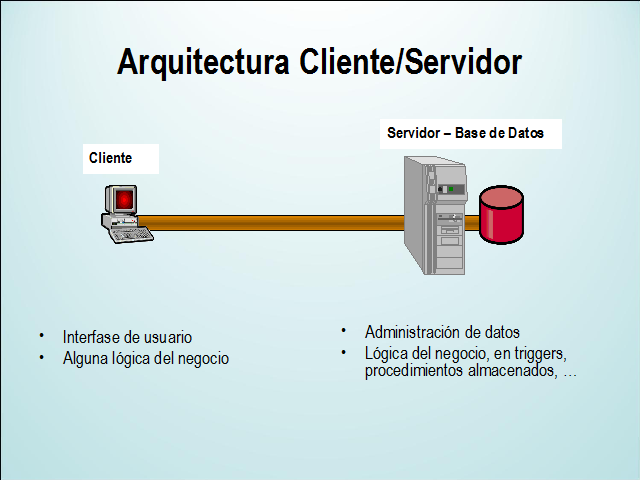 Arquitectura Cliente/Servidor
Servidor – Base de Datos
Cliente
• Interfase de usuario
• Alguna lógica del negocio
• Administración de datos
• Lógica del negocio, en triggers,
procedimientos almacenados, …